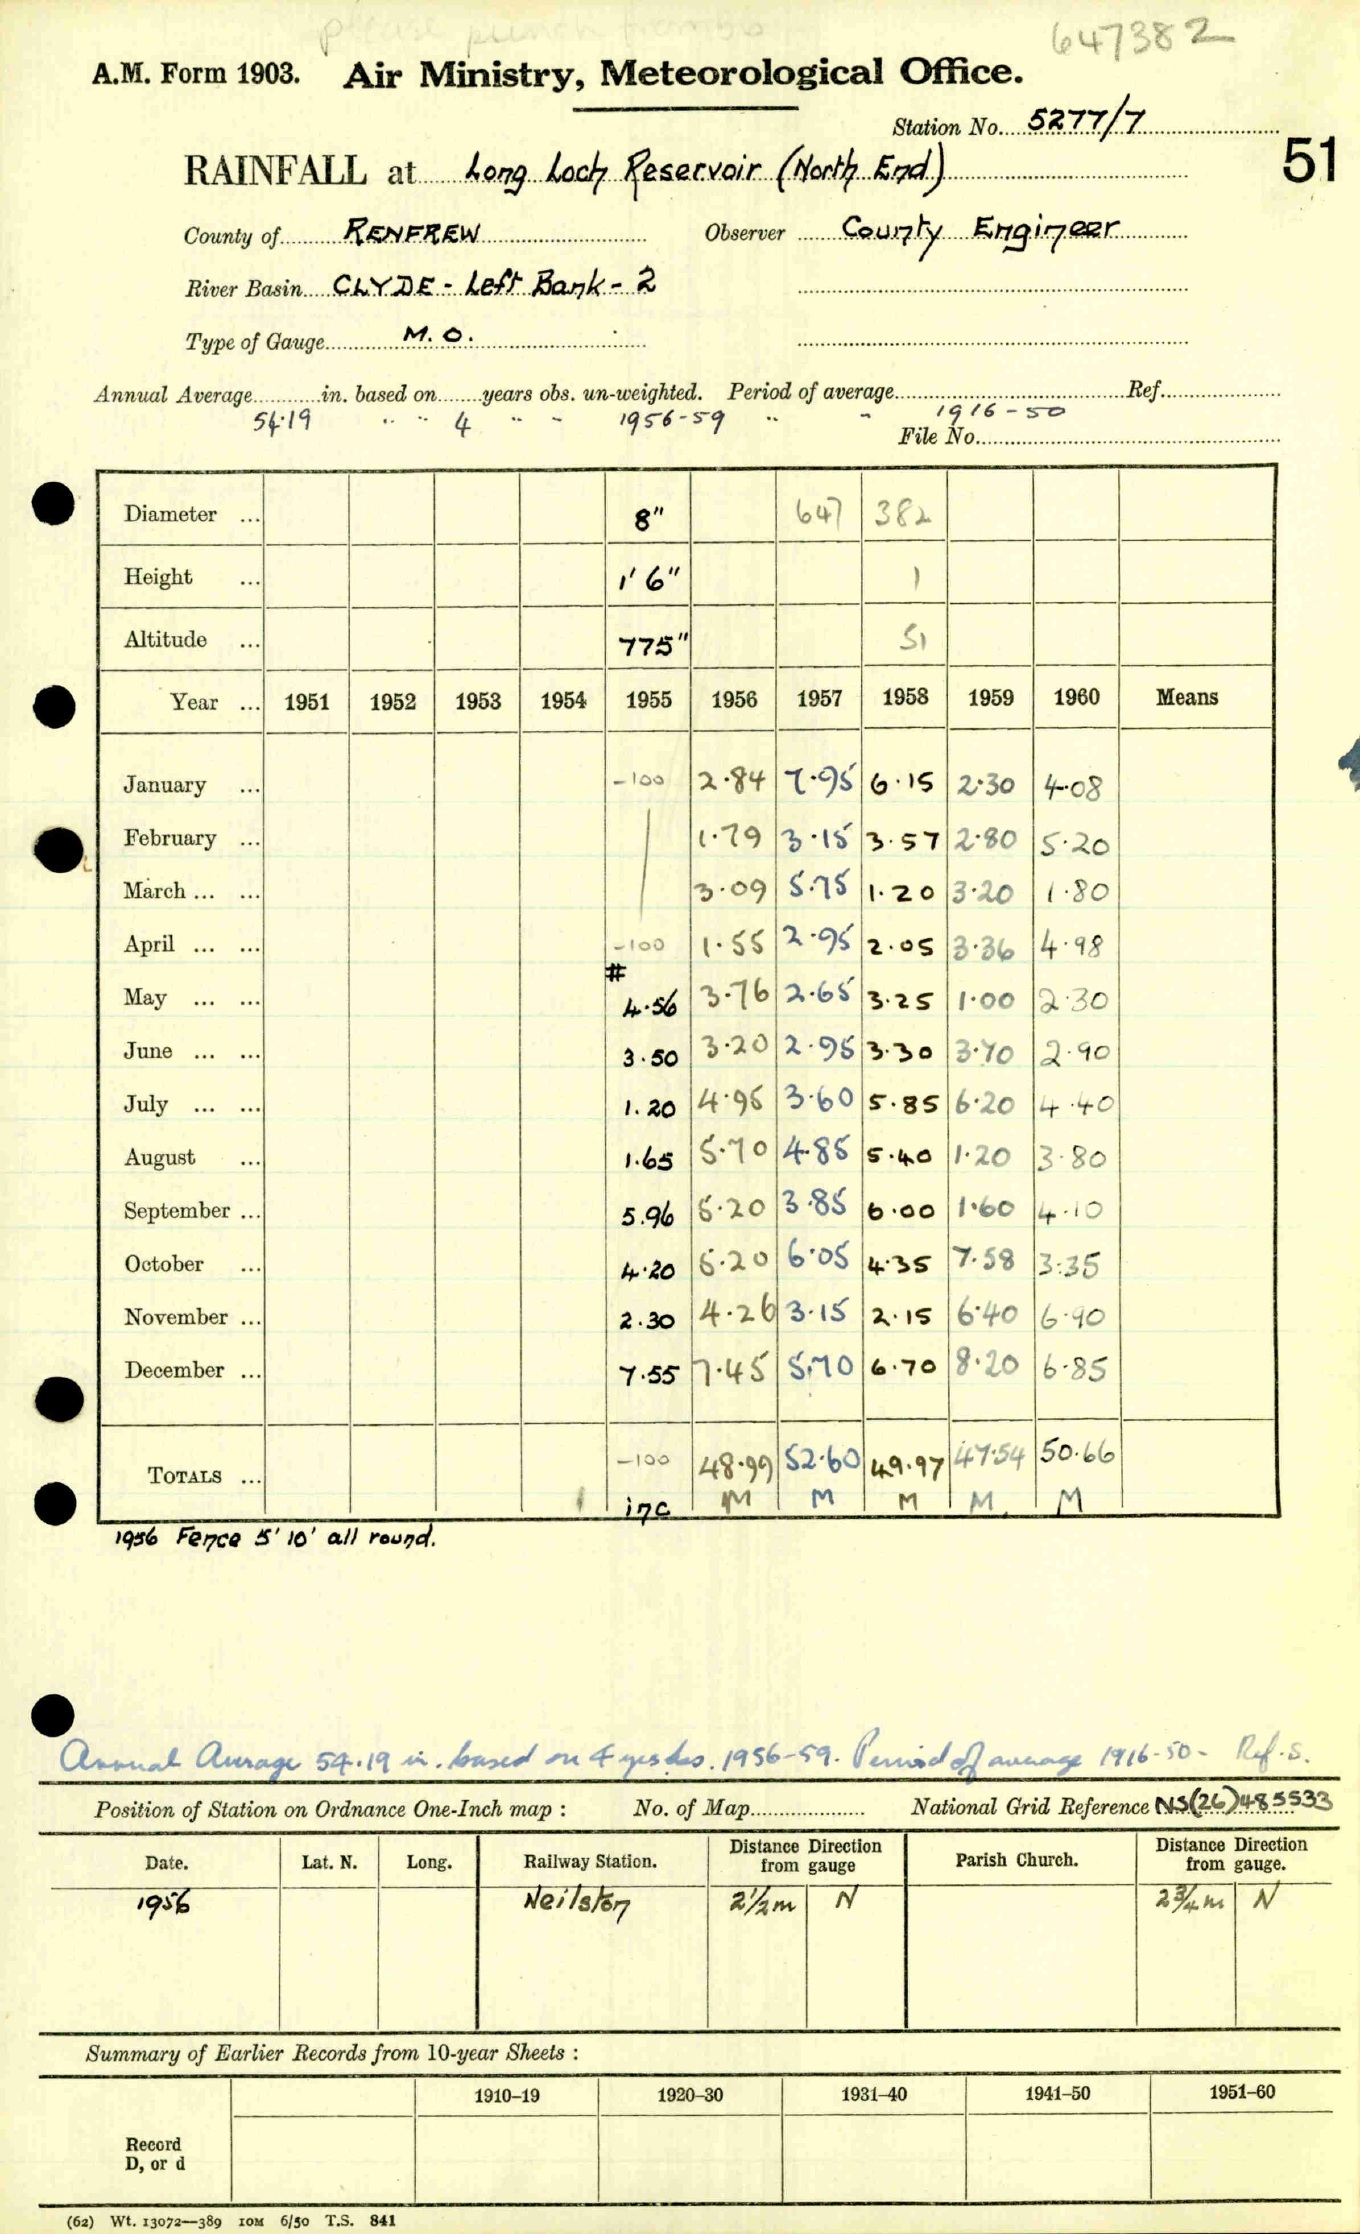 please punch
647382
A.M. Form 1903. Air Ministry, Meteorological Office.
Station No. 5277/7
51
RAINFALL at Long Loch Reservoir (North End)
County of RENFREW Observer County Engineer
River Basin CLYDE - Left Bank - 2
Type of Gauge M.O.
Annual Average in. based on years obs. un-weighted. Period of average Ref.
54.19 " " 4 " " 1956-59 " " 1916-50
File No.
Diameter ... 8" 647 382
Height ... 1' 6" 1
Altitude ... 775" 51
Year ... 1951 1952 1953 1954 1955 1956 1957 1958 1959 1960 Means
January ... -100 2.84 7.95 6.15 2.30 4.08
February ... 1.79 3.15 3.57 2.80 5.20
March ... ... 3.09 5.75 1.20 3.20 1.80
April ... ... -100 1.55 2.95 2.05 3.36 4.98
#
May ... ... 4.56 3.76 2.65 3.25 1.00 2.30
June ... ... 3.50 3.20 2.95 3.30 3.70 2.90
July ... ... 1.20 4.95 3.60 5.85 6.20 4.40
August ... 1.65 5.70 4.85 5.40 1.20 3.80
September ... 5.96 5.20 3.85 6.00 1.60 4.10
October ... 4.20 5.20 6.05 4.35 7.58 3.35
November ... 2.30 4.26 3.15 2.15 6.40 6.90
December ... 7.55 7.45 5.70 6.70 8.20 6.85
TOTALS ... -100 48.99 52.60 49.97 47.54 50.66
inc M M M M M
1956 Fence 5' 10' all round.
Annual Average 54.19 in. based on 4 yrs obs. 1956-59. Period of average 1916-50 - Ref. S.
Position of Station on Ordnance One-Inch map : No. of Map National Grid Reference NS(26)485533
Date. Lat. N. Long. Railway Station. Distance Direction from gauge Parish Church. Distance Direction from gauge.
1956 Neilston 2½m N 2¾m N
Summary of Earlier Records from 10-year Sheets :
1910–19 1920–30 1931–40 1941–50 1951–60
Record
D, or d
(62) Wt. 13072—389 10M 6/50 T.S. 841